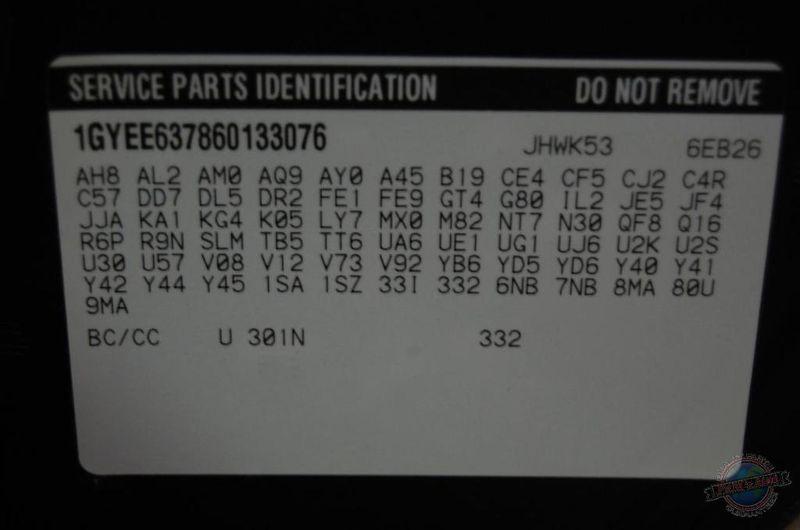 SERVICE PARTS IDENTIFICATION DO NOT REMOVE
1GYEE637860133076 JHWK53 6EB26
AH8 AL2 AM0 AQ9 AY0 A45 B19 CE4 CF5 CJ2 C4R
C57 DD7 DL5 DR2 FE1 FE9 GT4 G80 IL2 JE5 JF4
JJA KA1 KG4 K05 LY7 MX0 M82 NT7 N30 QF8 Q16
R6P R9N SLM TB5 TT6 UA6 UE1 UG1 UJ6 U2K U2S
U30 U57 V08 V12 V73 V92 YB6 YD5 YD6 Y40 Y41
Y42 Y44 Y45 1SA 1SZ 33I 332 6NB 7NB 8MA 80U
9MA
BC/CC U 301N 332